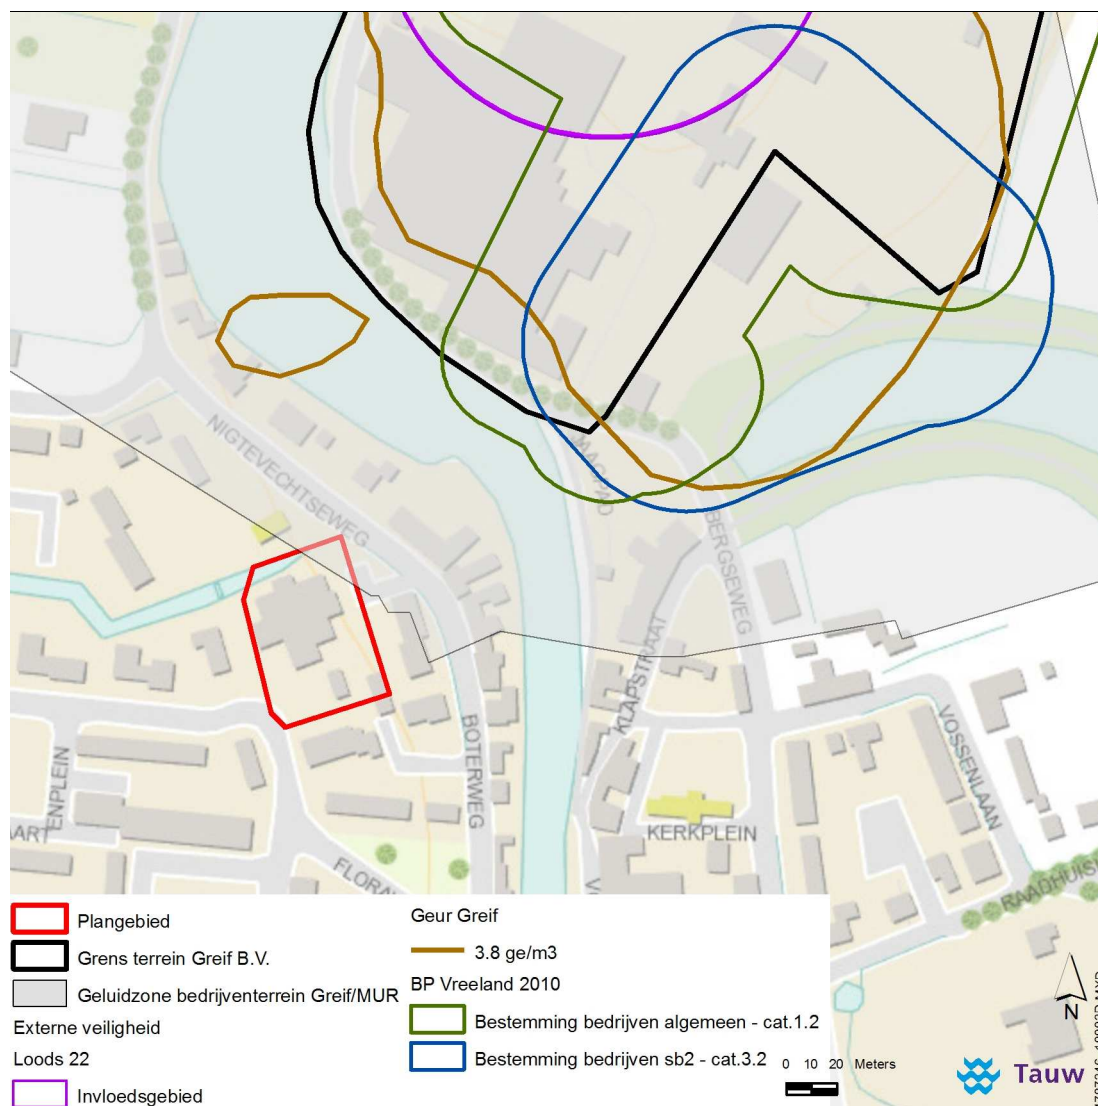 NIGTEVECHTSEWEG
JAAGPAD
BERGSEWEG
KLAPSTRAAT
BOTERWEG
VOSSENLAAN
ENPLEIN
KERKPLEIN
AART
FLORA
RAADHUIS
Plangebied
Grens terrein Greif B.V.
Geluidzone bedrijventerrein Greif/MUR
Externe veiligheid
Loods 22
Invloedsgebied
Geur Greif
3.8 ge/m3
BP Vreeland 2010
Bestemming bedrijven algemeen - cat.1.2
Bestemming bedrijven sb2 - cat.3.2
0 10 20 Meters
N
Tauw